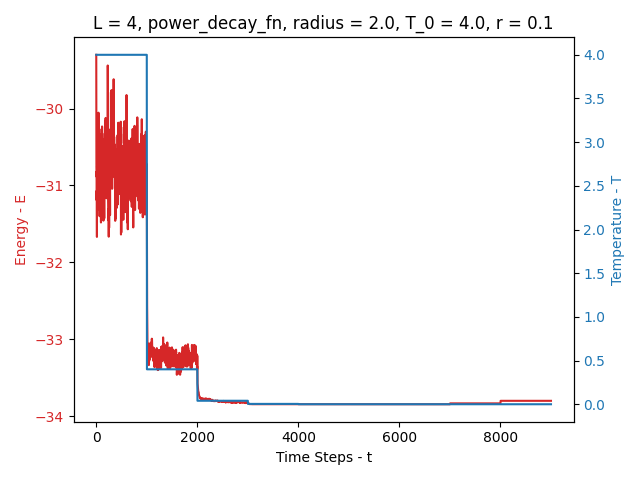 L = 4, power_decay_fn, radius = 2.0, T_0 = 4.0, r = 0.1
Energy - E
−30
−31
−32
−33
−34
4.0
3.5
3.0
2.5
2.0
1.5
1.0
0.5
0.0
Temperature - T
0 2000 4000 6000 8000
Time Steps - t